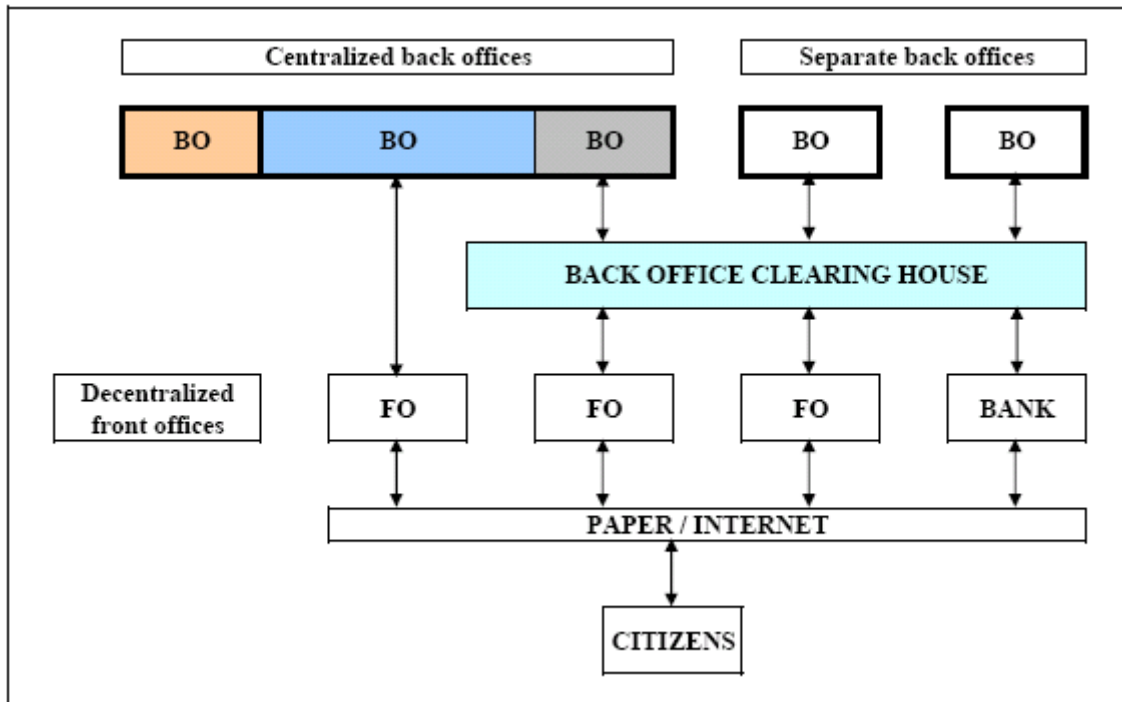 Centralized back offices
Separate back offices
BO
BO
BO
BO
BO
BACK OFFICE CLEARING HOUSE
Decentralized
front offices
FO
FO
FO
BANK
PAPER / INTERNET
CITIZENS